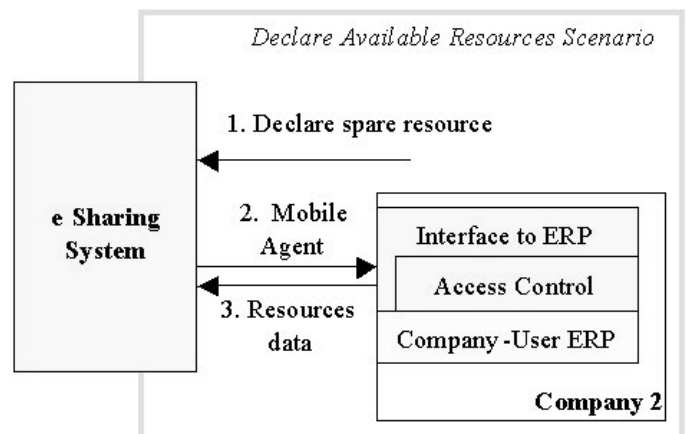 Declare Available Resources Scenario
1. Declare spare resource
e Sharing
System
2. Mobile
Agent
3. Resources
data
Interface to ERP
Access Control
Company -User ERP
Company 2